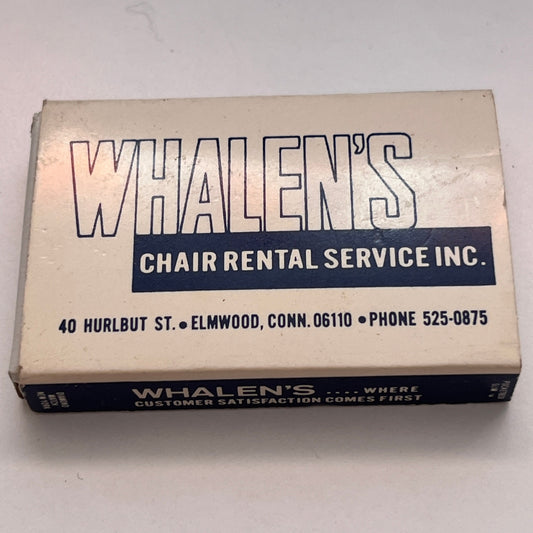 WHALEN'S
CHAIR RENTAL SERVICE INC.
40 HURLBUT ST. • ELMWOOD, CONN. 06110 • PHONE 525-0875
WHALEN'S .... WHERE
CUSTOMER SATISFACTION COMES FIRST